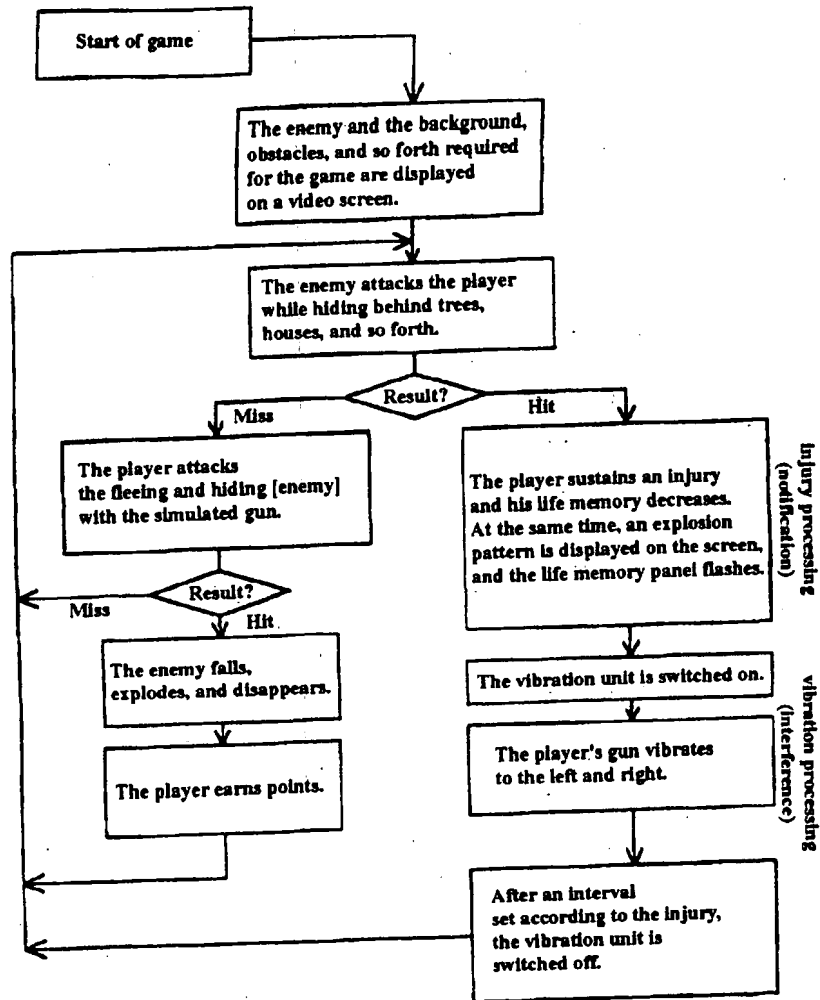 Start of game
The enemy and the background,
obstacles, and so forth required
for the game are displayed
on a video screen.
The enemy attacks the player
while hiding behind trees,
houses, and so forth.
Result?
Miss
Hit
The player attacks
the fleeing and hiding [enemy]
with the simulated gun.
Result?
Miss
Hit
The enemy falls,
explodes, and disappears.
The player earns points.
The player sustains an injury
and his life memory decreases.
At the same time, an explosion
pattern is displayed on the screen,
and the life memory panel flashes.
injury processing
(notification)
The vibration unit is switched on.
The player's gun vibrates
to the left and right.
vibration processing
(interference)
After an interval
set according to the injury,
the vibration unit is
switched off.